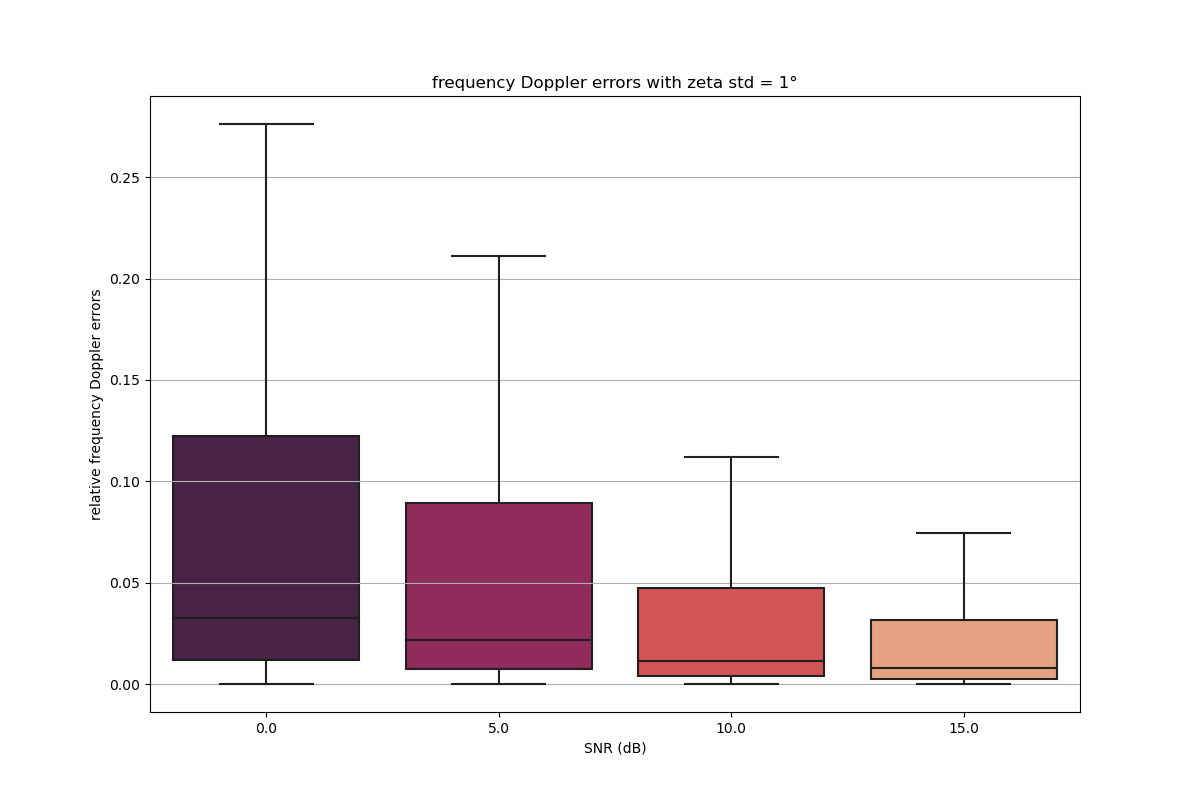 frequency Doppler errors with zeta std = 1°
relative frequency Doppler errors
0.25
0.20
0.15
0.10
0.05
0.00
0.0 5.0 10.0 15.0
SNR (dB)